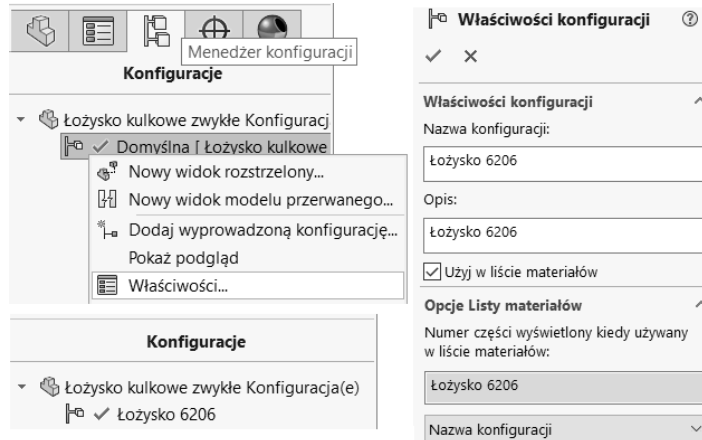 Menedżer konfiguracji
Konfiguracje
Łożysko kulkowe zwykłe Konfiguracj
Domyślna [ Łożysko kulkowe
Nowy widok rozstrzelony...
Nowy widok modelu przerwanego...
Dodaj wyprowadzoną konfigurację...
Pokaż podgląd
Właściwości...
Konfiguracje
Łożysko kulkowe zwykłe Konfiguracja(e)
Łożysko 6206
Właściwości konfiguracji
Właściwości konfiguracji
Nazwa konfiguracji:
Łożysko 6206
Opis:
Łożysko 6206
Użyj w liście materiałów
Opcje Listy materiałów
Numer części wyświetlony kiedy używany
w liście materiałów:
Łożysko 6206
Nazwa konfiguracji